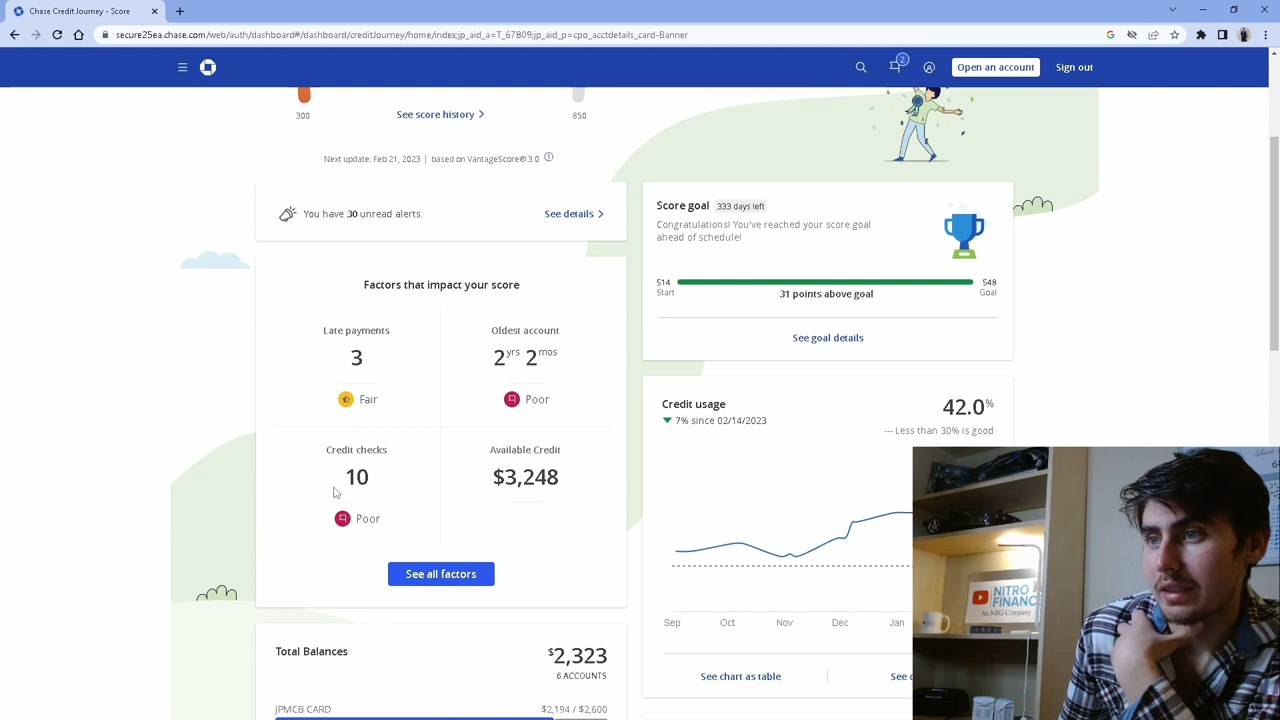 Chase Credit Journey - Score
secure25ea.chase.com/web/auth/dashboard#/dashboard/creditJourney/home/index;jp_aid_a=T_67809;jp_aid_p=cpo_acctdetails_card-Banner
2
Open an account
Sign out
300
See score history
850
Next update: Feb 21, 2023 | based on VantageScore® 3.0
You have 30 unread alerts.
See details
Score goal 333 days left
Congratulations! You've reached your score goal
ahead of schedule!
514
548
Start
31 points above goal
Goal
See goal details
Factors that impact your score
Late payments
3
Fair
Oldest account
2 yrs 2 mos
Poor
Credit checks
10
Poor
Available Credit
$3,248
See all factors
Credit usage
42.0%
7% since 02/14/2023
--- Less than 30% is good
Sep Oct Nov Dec Jan
See chart as table
See
Total Balances
$2,323
6 ACCOUNTS
JPMCB CARD
$2,194 / $2,600
NITRO
FINANC
An NRG Company